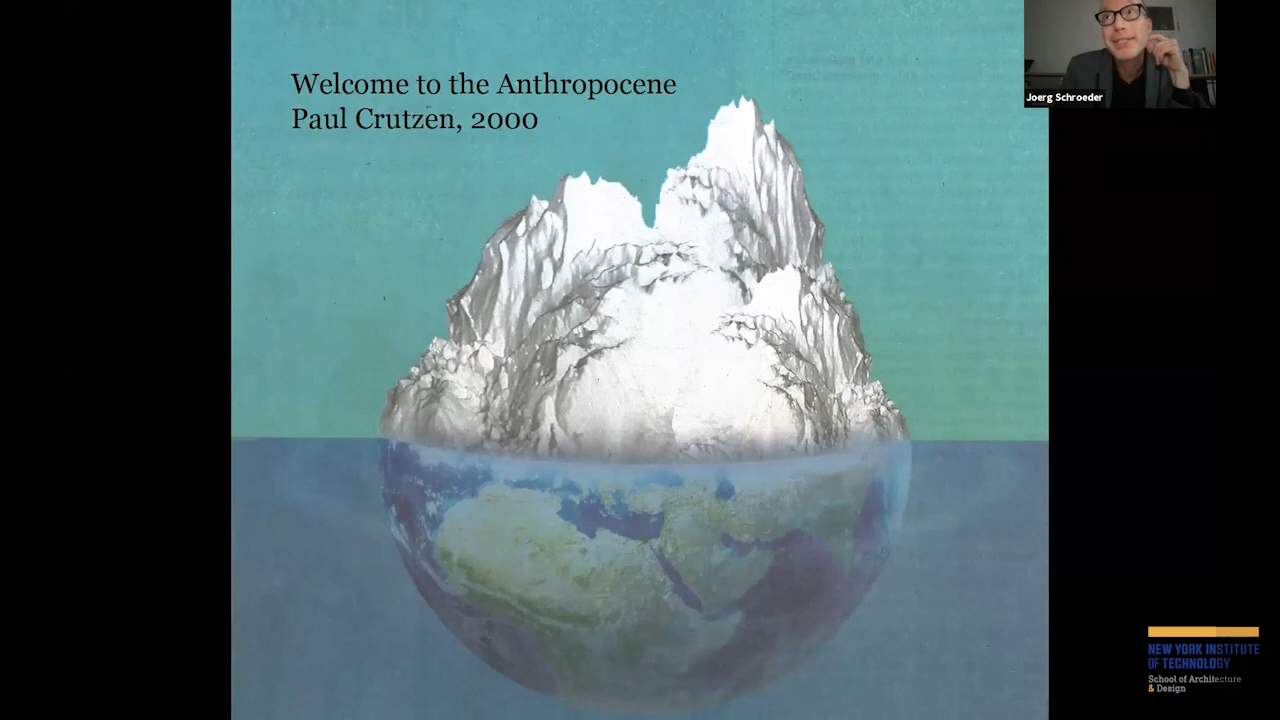 Welcome to the Anthropocene
Paul Crutzen, 2000
Joerg Schroeder
NEW YORK INSTITUTE
OF TECHNOLOGY
School of Architecture
& Design